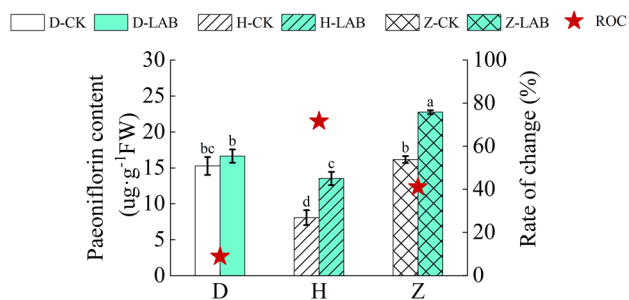 D-CK D-LAB H-CK H-LAB Z-CK Z-LAB ROC
Paeoniflorin content
(ug·g⁻¹FW)
30
25
20
15
10
5
0
bc b d c b a
100
80
60
40
20
0
Rate of change (%)
D H Z